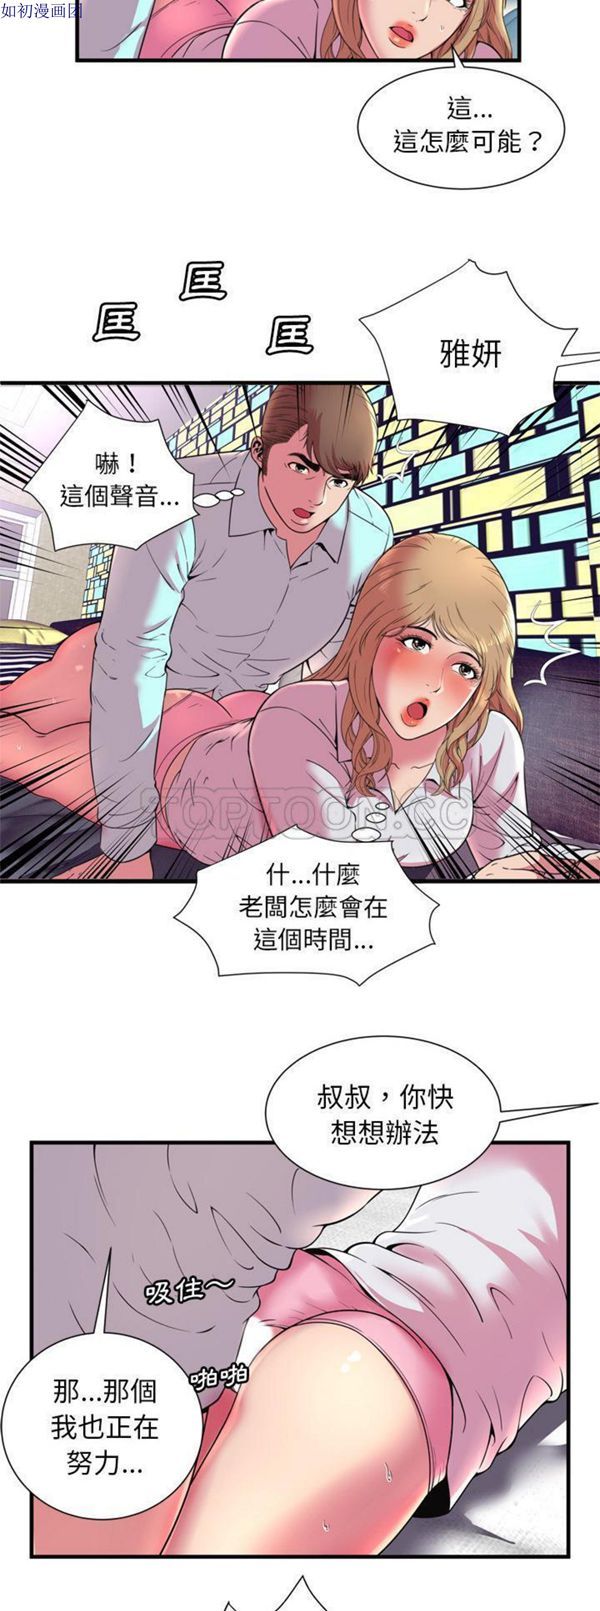 如初漫画团
這...
這怎麼可能？
匡
匡
匡
雅妍
嚇！
這個聲音...
TOPTOON.CC
什...什麼
老闆怎麼會在
這個時間...
叔叔，你快
想想辦法
吸住～
啪啪
那...那個
我也正在
努力...